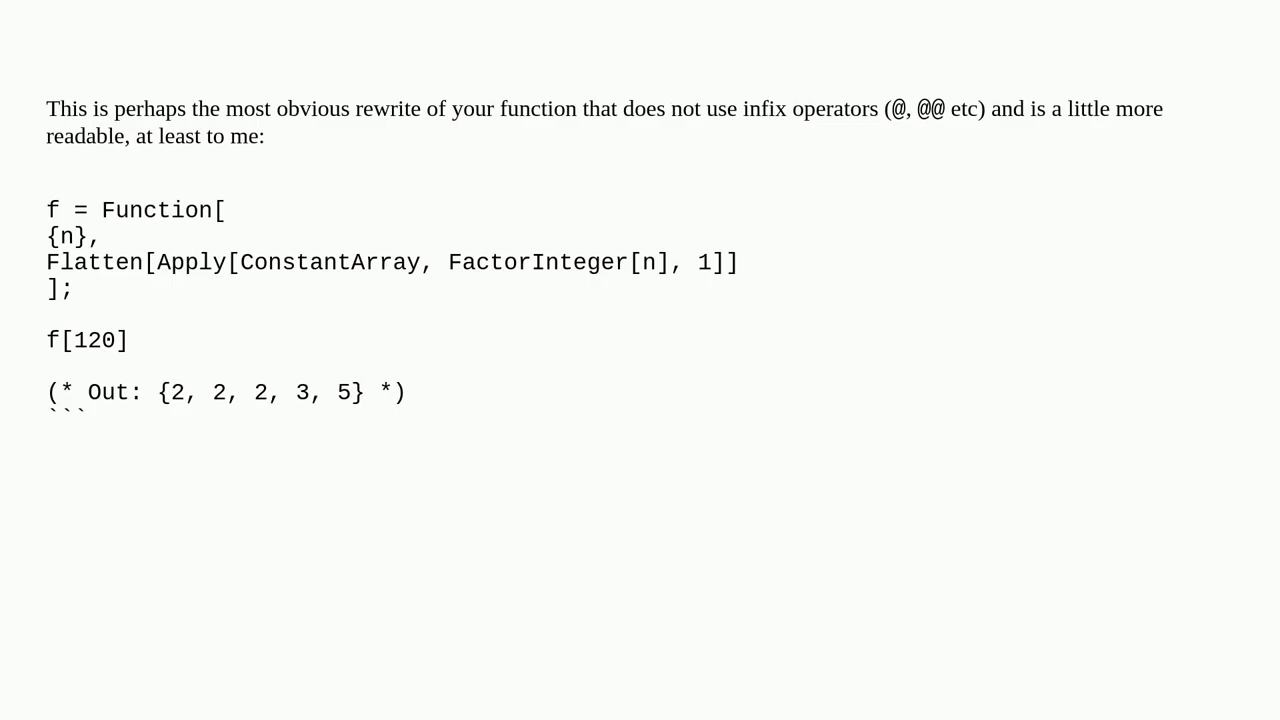 This is perhaps the most obvious rewrite of your function that does not use infix operators (@, @@ etc) and is a little more
readable, at least to me:
f = Function[
{n},
Flatten[Apply[ConstantArray, FactorInteger[n], 1]]
];
f[120]
(* Out: {2, 2, 2, 3, 5} *)
```